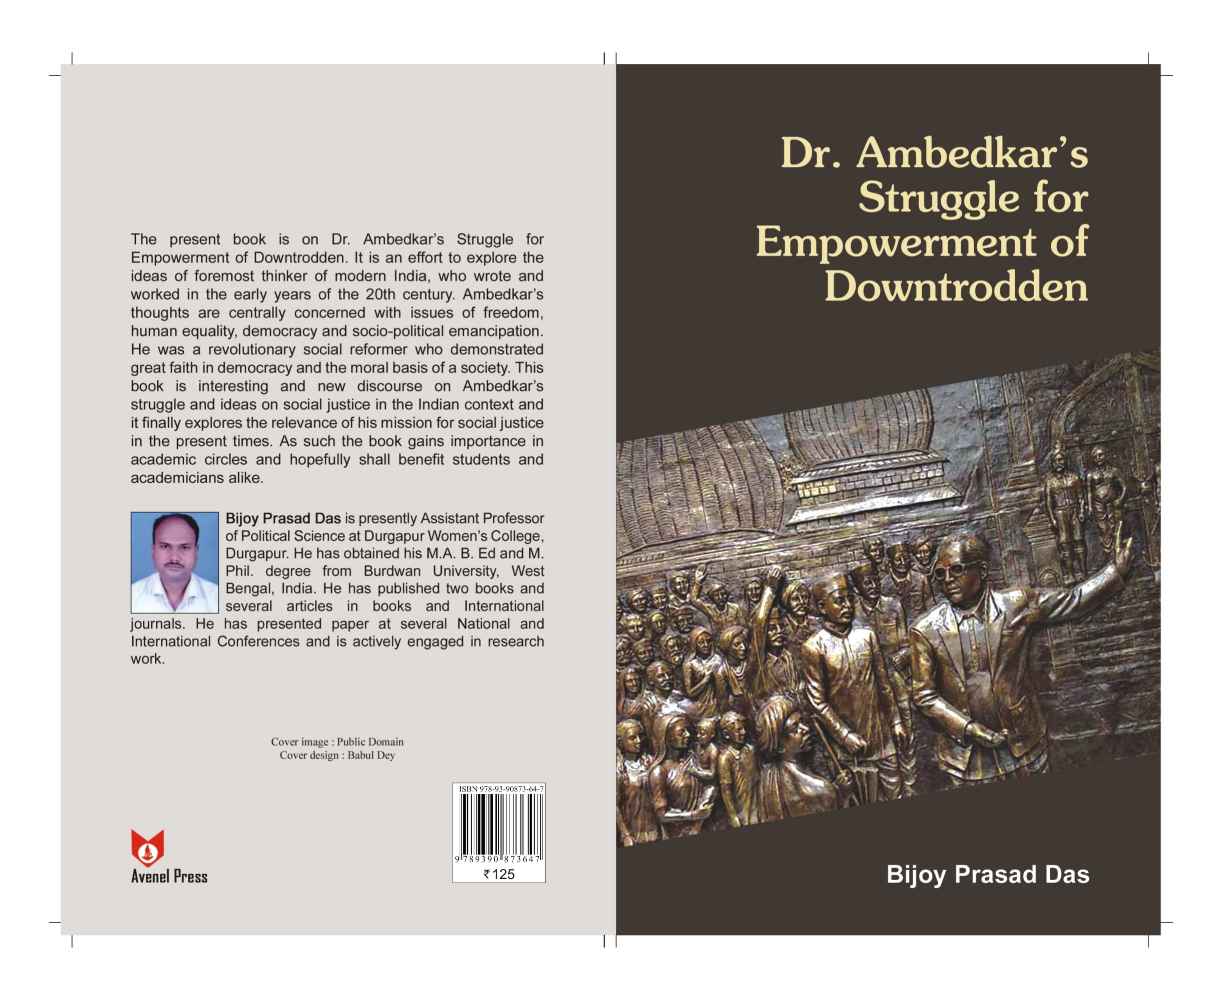 The present book is on Dr. Ambedkar's Struggle for
Empowerment of Downtrodden. It is an effort to explore the
ideas of foremost thinker of modern India, who wrote and
worked in the early years of the 20th century. Ambedkar's
thoughts are centrally concerned with issues of freedom,
human equality, democracy and socio-political emancipation.
He was a revolutionary social reformer who demonstrated
great faith in democracy and the moral basis of a society. This
book is interesting and new discourse on Ambedkar's
struggle and ideas on social justice in the Indian context and
it finally explores the relevance of his mission for social justice
in the present times. As such the book gains importance in
academic circles and hopefully shall benefit students and
academicians alike.
Bijoy Prasad Das is presently Assistant Professor
of Political Science at Durgapur Women's College,
Durgapur. He has obtained his M.A. B. Ed and M.
Phil. degree from Burdwan University, West
Bengal, India. He has published two books and
several articles in books and International
journals. He has presented paper at several National and
International Conferences and is actively engaged in research
work.
Cover image : Public Domain
Cover design : Babul Dey
ISBN 978-93-90873-64-7
9 789390 873647
₹ 125
Avenel Press
Dr. Ambedkar's
Struggle for
Empowerment of
Downtrodden
Bijoy Prasad Das